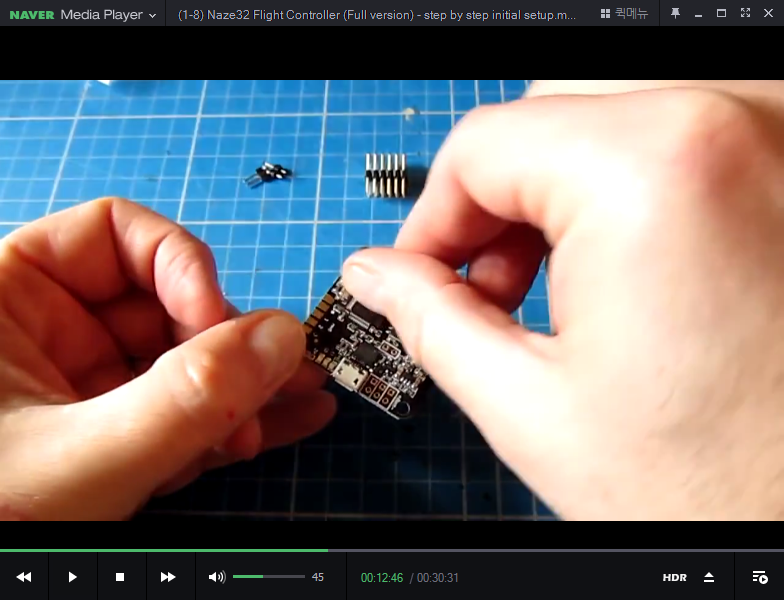 NAVER Media Player (1-8) Naze32 Flight Controller (Full version) - step by step initial setup.m... 퀵메뉴
45 00:12:46 / 00:30:31 HDR